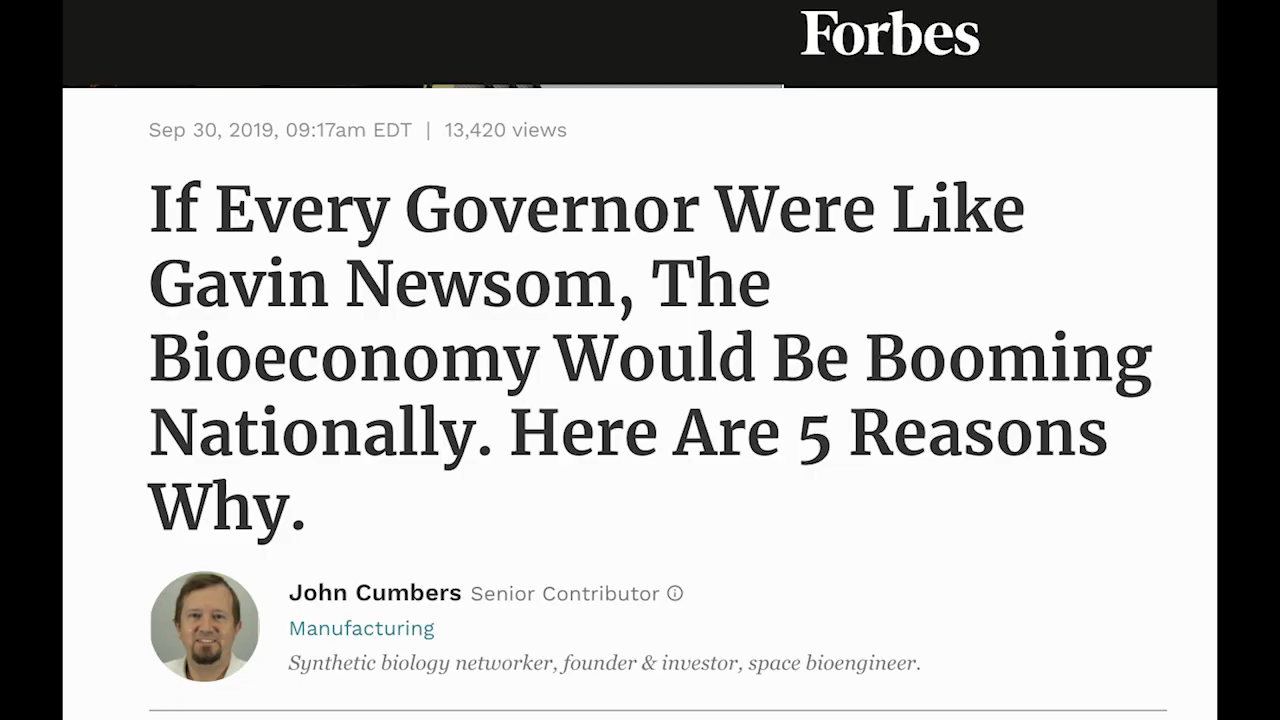 Forbes
Sep 30, 2019, 09:17am EDT | 13,420 views
If Every Governor Were Like
Gavin Newsom, The
Bioeconomy Would Be Booming
Nationally. Here Are 5 Reasons
Why.
John Cumbers Senior Contributor ⓘ
Manufacturing
Synthetic biology networker, founder & investor, space bioengineer.